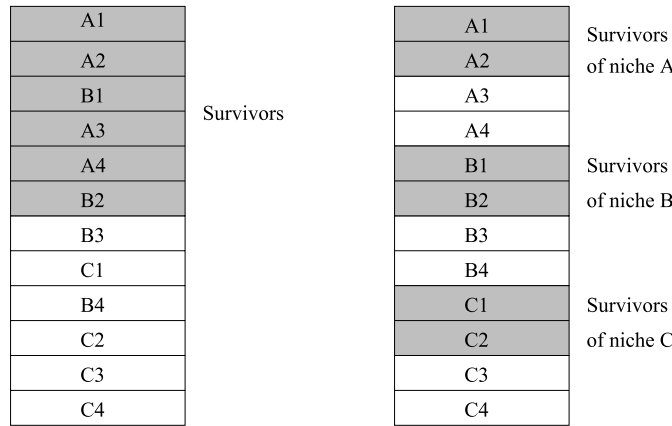 A1
A2
B1
A3
A4
B2
B3
C1
B4
C2
C3
C4
Survivors
A1
A2
A3
A4
B1
B2
B3
B4
C1
C2
C3
C4
Survivors
of niche A
Survivors
of niche B
Survivors
of niche C